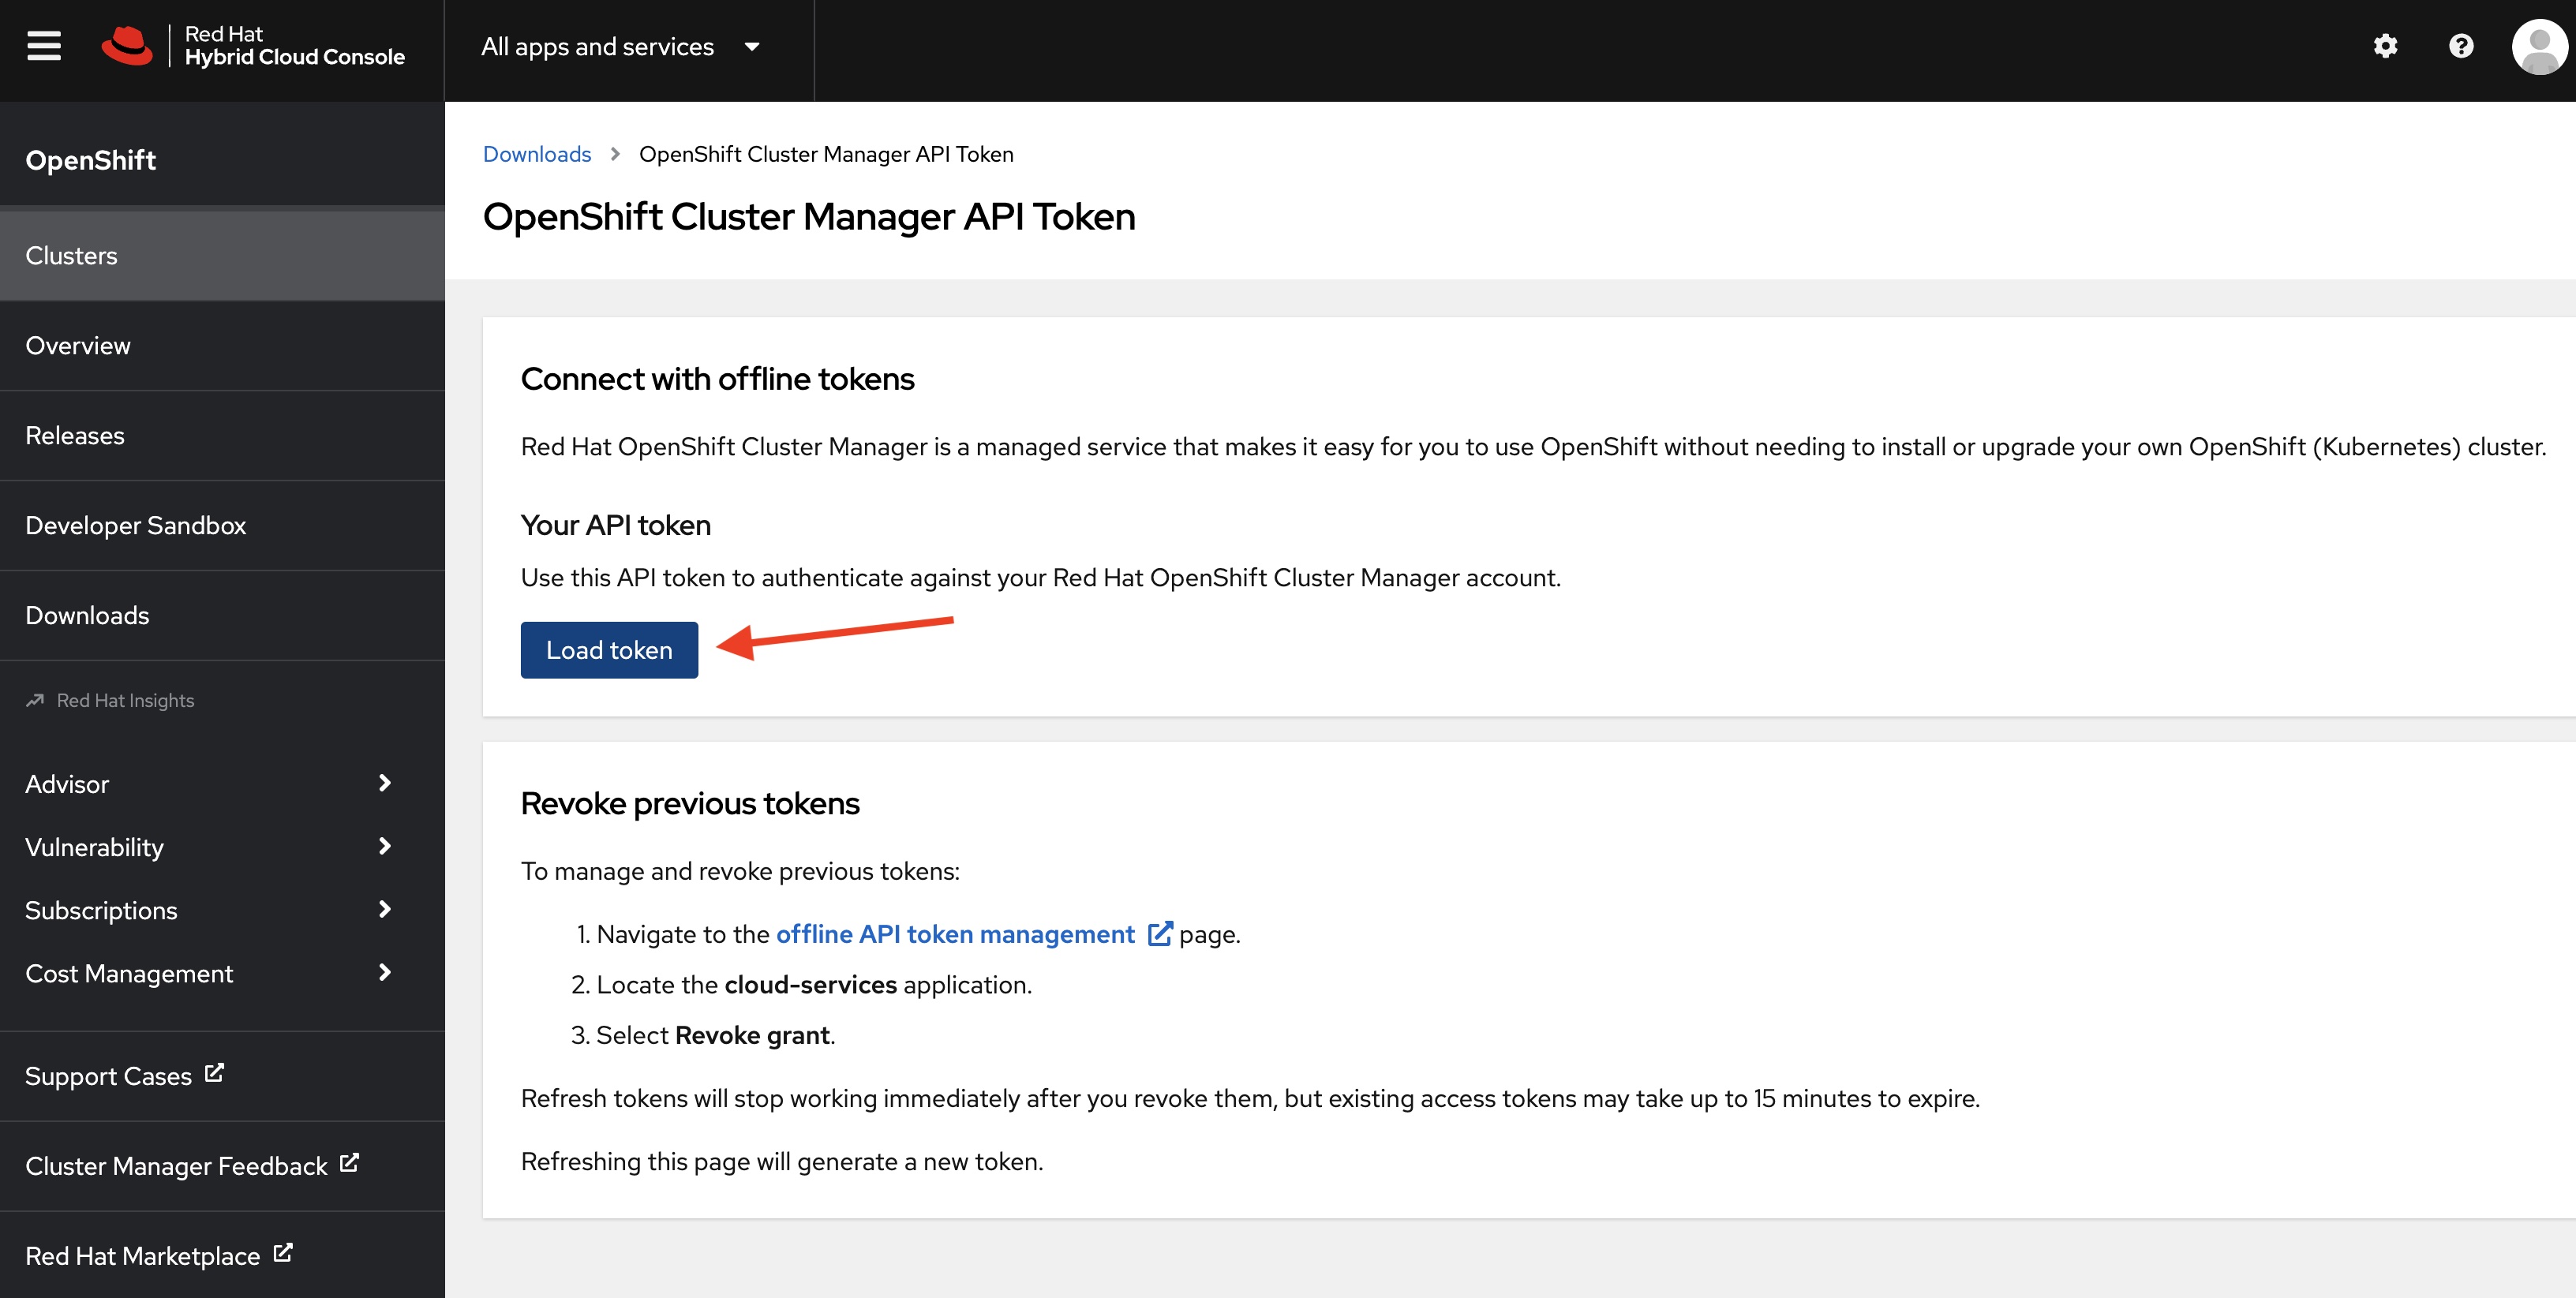 Red Hat
Hybrid Cloud Console
All apps and services
OpenShift
Clusters
Overview
Releases
Developer Sandbox
Downloads
Red Hat Insights
Advisor
Vulnerability
Subscriptions
Cost Management
Support Cases
Cluster Manager Feedback
Red Hat Marketplace
Downloads > OpenShift Cluster Manager API Token
OpenShift Cluster Manager API Token
Connect with offline tokens
Red Hat OpenShift Cluster Manager is a managed service that makes it easy for you to use OpenShift without needing to install or upgrade your own OpenShift (Kubernetes) cluster.
Your API token
Use this API token to authenticate against your Red Hat OpenShift Cluster Manager account.
Load token
Revoke previous tokens
To manage and revoke previous tokens:
1. Navigate to the offline API token management page.
2. Locate the cloud-services application.
3. Select Revoke grant.
Refresh tokens will stop working immediately after you revoke them, but existing access tokens may take up to 15 minutes to expire.
Refreshing this page will generate a new token.